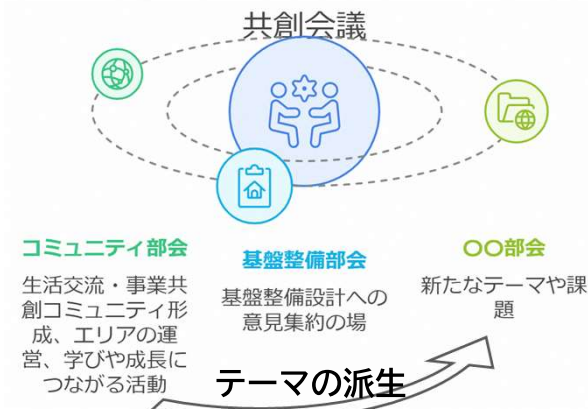 共創会議
コミュニティ部会
生活交流・事業共
創コミュニティ形
成、エリアの運
営、学びや成長に
つながる活動
基盤整備部会
基盤整備設計への
意見集約の場
〇〇部会
新たなテーマや課
題
テーマの派生